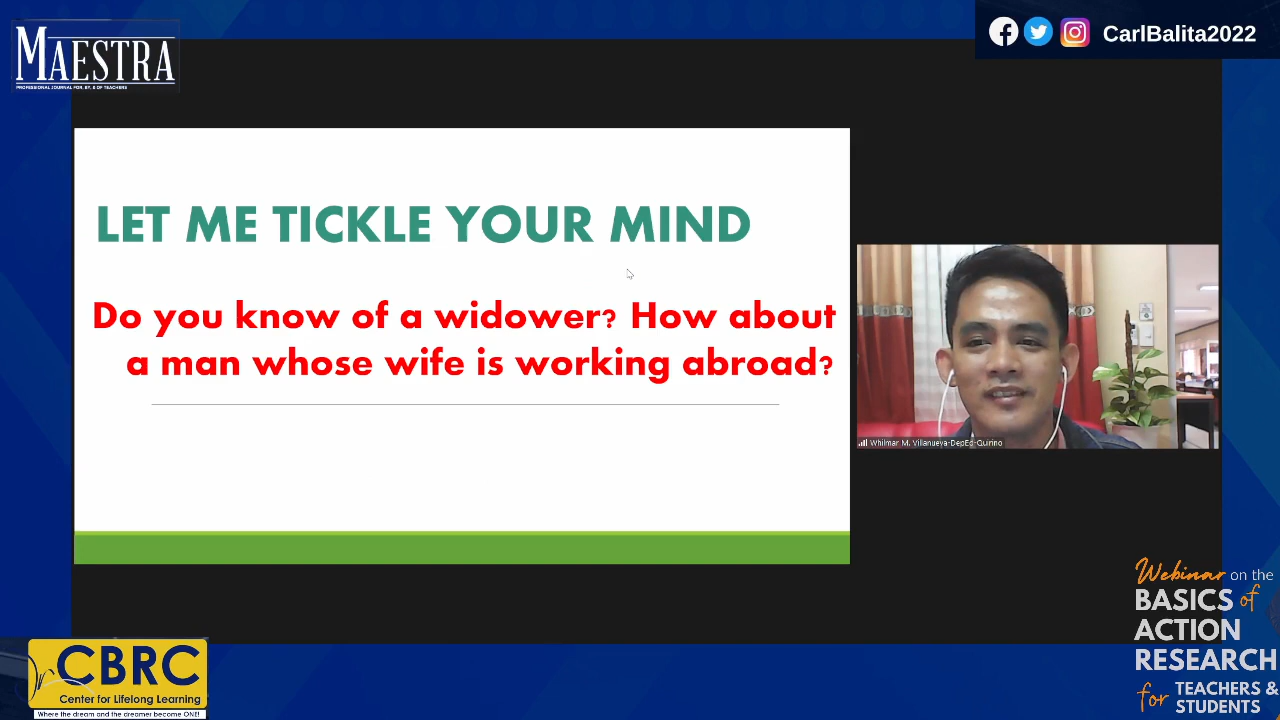 MAESTRA
PROFESSIONAL JOURNAL FOR, BY, & OF TEACHERS
CarlBalita2022
LET ME TICKLE YOUR MIND
Do you know of a widower? How about
a man whose wife is working abroad?
Whilmar M. Villanueva-DepEd-Quirino
Webinar on the
BASICS of
ACTION
RESEARCH
for TEACHERS &
STUDENTS
CBRC
Center for Lifelong Learning
Where the dream and the dreamer become ONE!